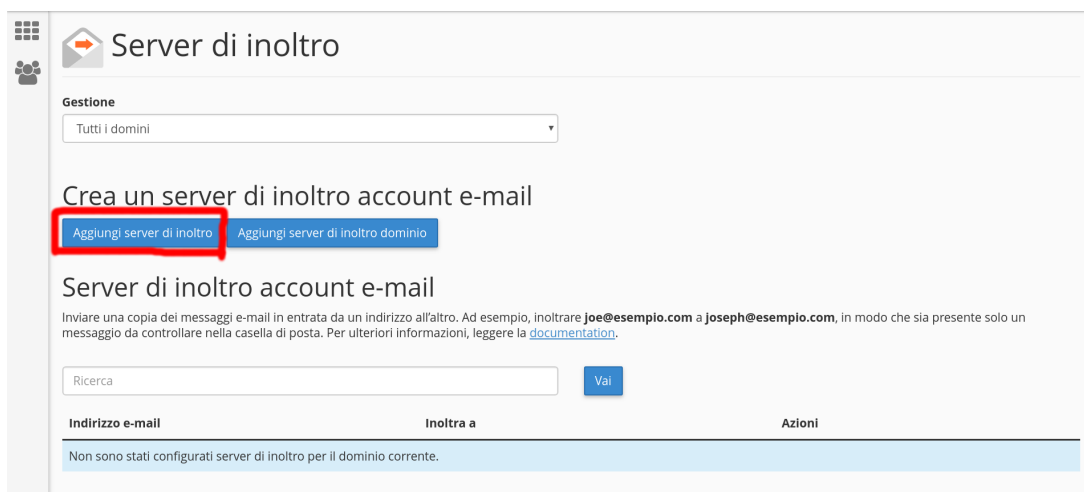 Server di inoltro
Gestione
Tutti i domini
Crea un server di inoltro account e-mail
Aggiungi server di inoltro Aggiungi server di inoltro dominio
Server di inoltro account e-mail
Inviare una copia dei messaggi e-mail in entrata da un indirizzo all'altro. Ad esempio, inoltrare joe@esempio.com a joseph@esempio.com, in modo che sia presente solo un
messaggio da controllare nella casella di posta. Per ulteriori informazioni, leggere la documentation.
Ricerca Vai
Indirizzo e-mail Inoltra a Azioni
Non sono stati configurati server di inoltro per il dominio corrente.